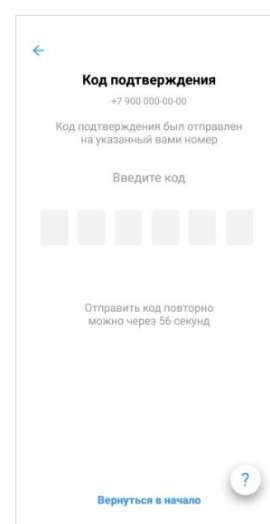 Код подтверждения
+7 900 000-00-00
Код подтверждения был отправлен
на указанный вами номер
Введите код
Отправить код повторно
можно через 56 секунд
?
Вернуться в начало